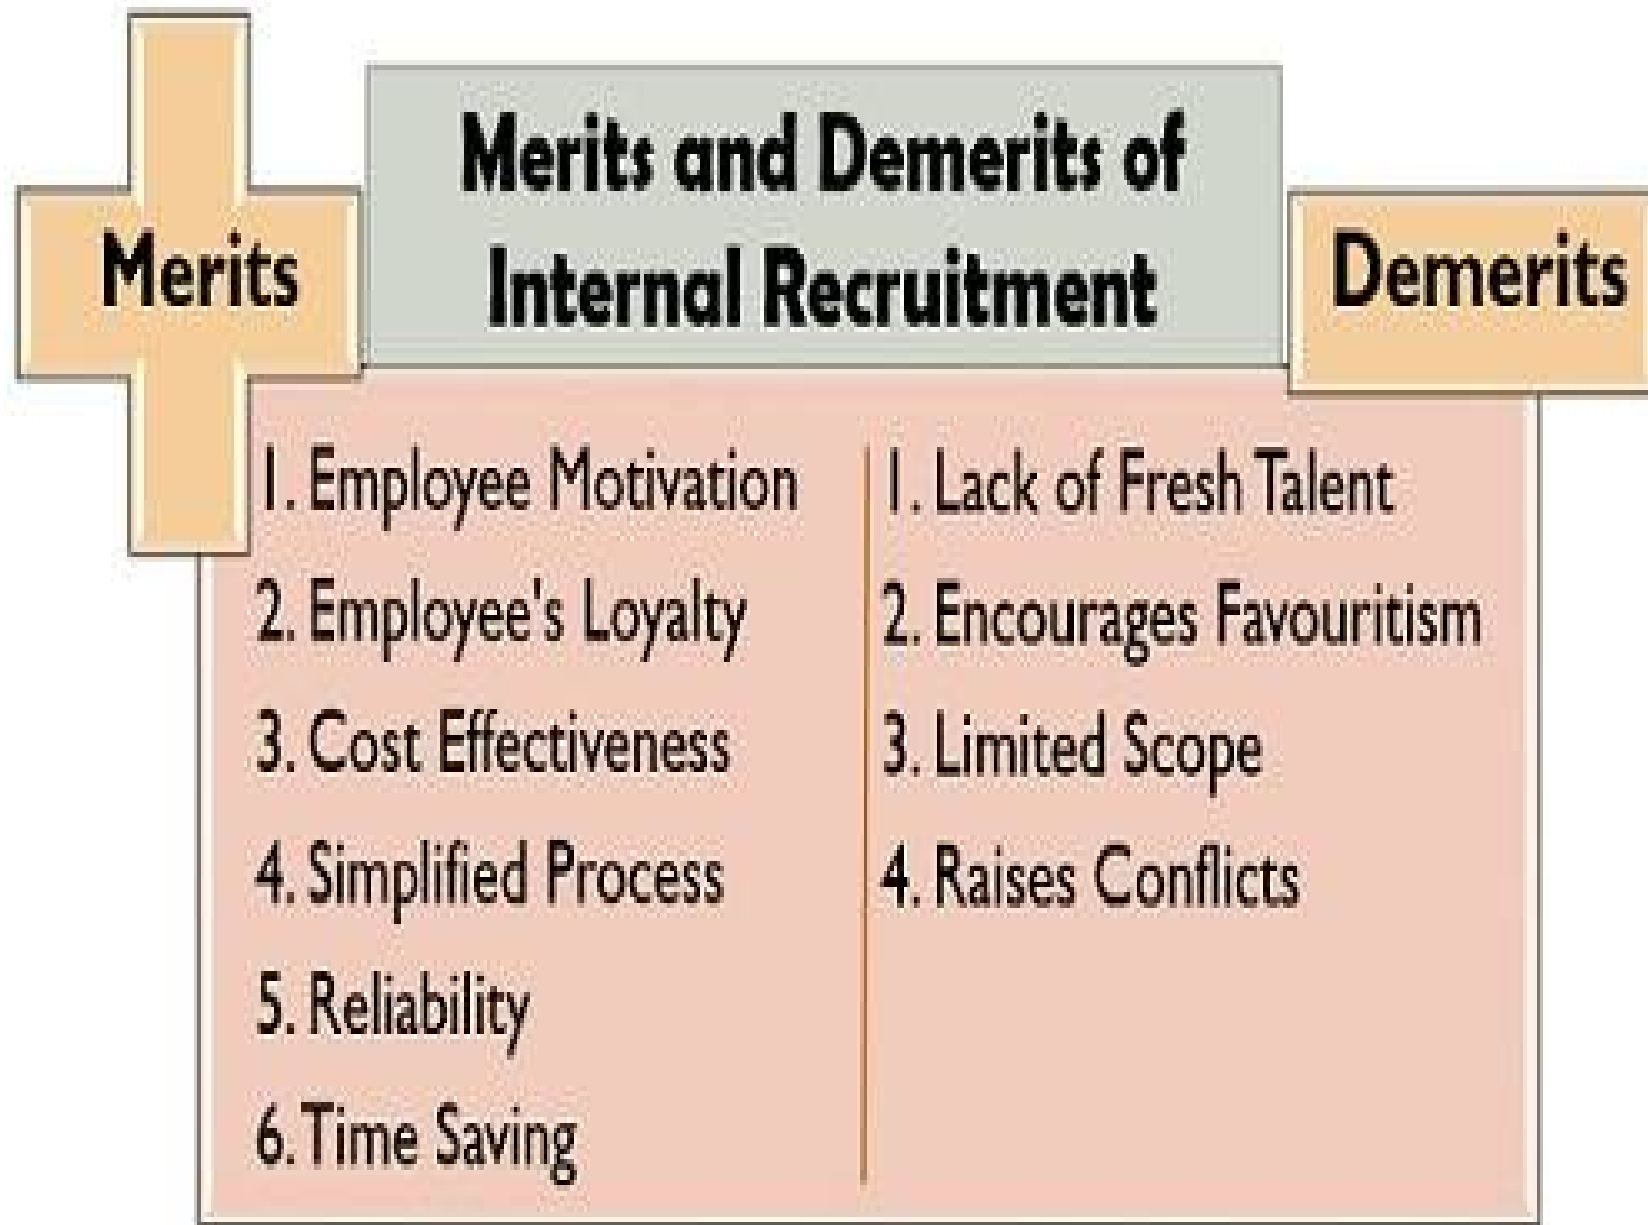 Merits and Demerits of
Internal Recruitment
Merits
Demerits
1. Employee Motivation
2. Employee's Loyalty
3. Cost Effectiveness
4. Simplified Process
5. Reliability
6. Time Saving
1. Lack of Fresh Talent
2. Encourages Favouritism
3. Limited Scope
4. Raises Conflicts